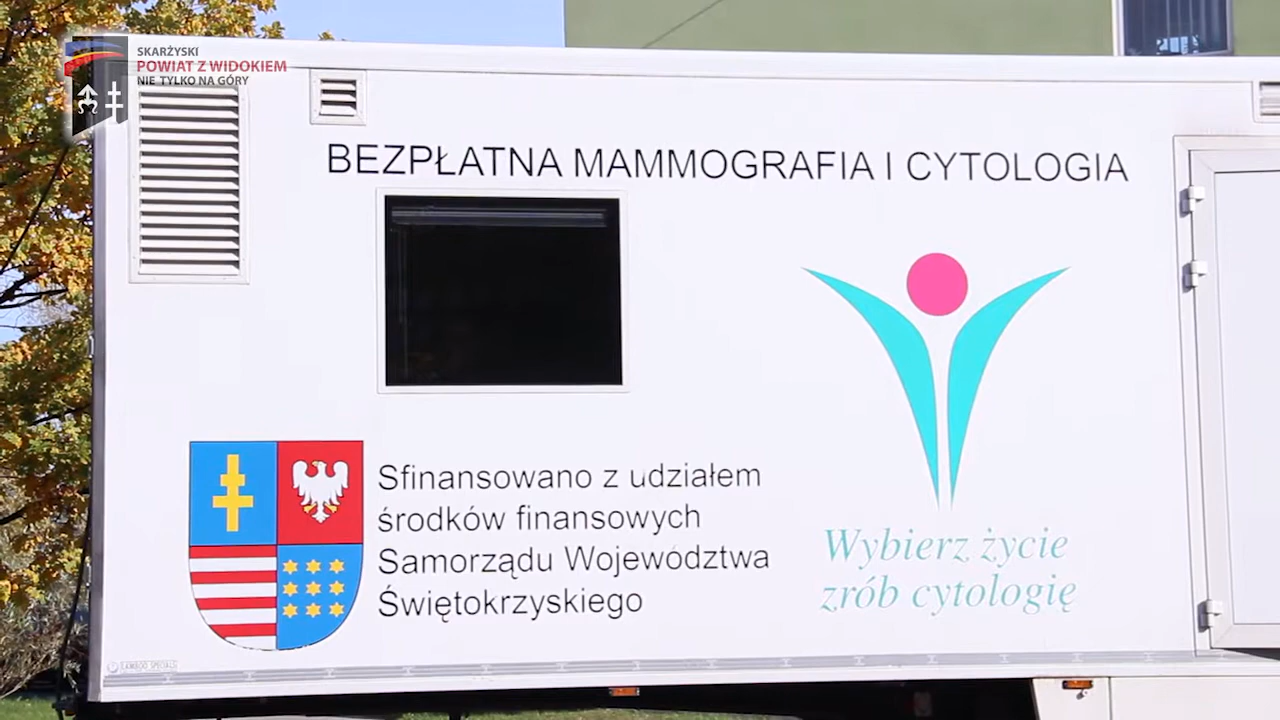 SKARŻYSKI
POWIAT Z WIDOKIEM
NIE TYLKO NA GÓRY
BEZPŁATNA MAMMOGRAFIA I CYTOLOGIA
Sfinansowano z udziałem
środków finansowych
Samorządu Województwa
Świętokrzyskiego
Wybierz życie
zrób cytologię